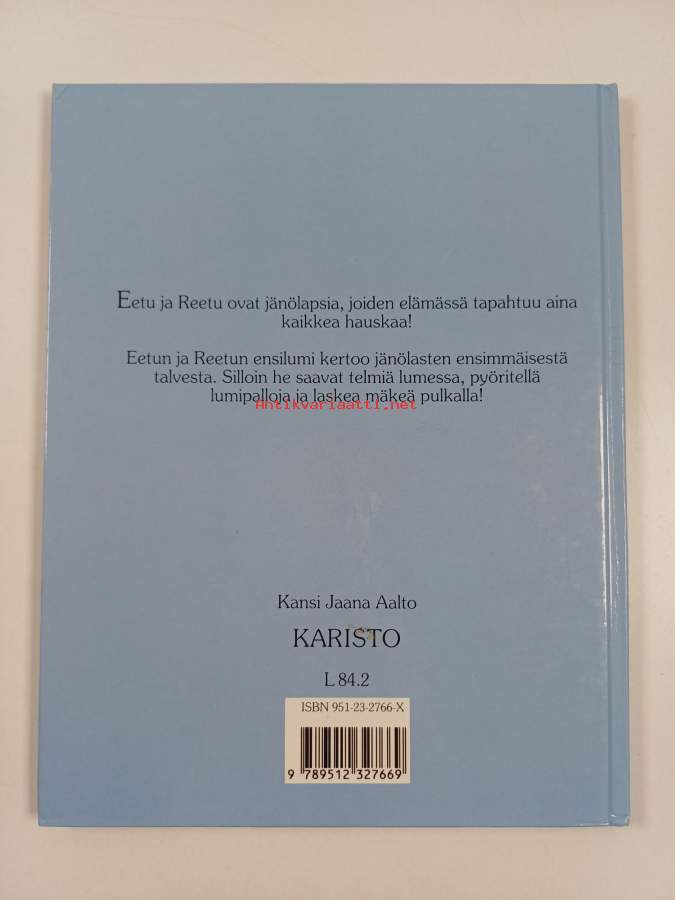 Eetu ja Reetu ovat jänölapsia, joiden elämässä tapahtuu aina
kaikkea hauskaa!
Eetun ja Reetun ensilumi kertoo jänölasten ensimmäisestä
talvesta. Silloin he saavat telmiä lumessa, pyöritellä
lumipalloja ja laskea mäkeä pulkalla!
Antikvariaatti.net
Kansi Jaana Aalto
KARISTO
L 84.2
ISBN 951-23-2766-X
9 789512 327669